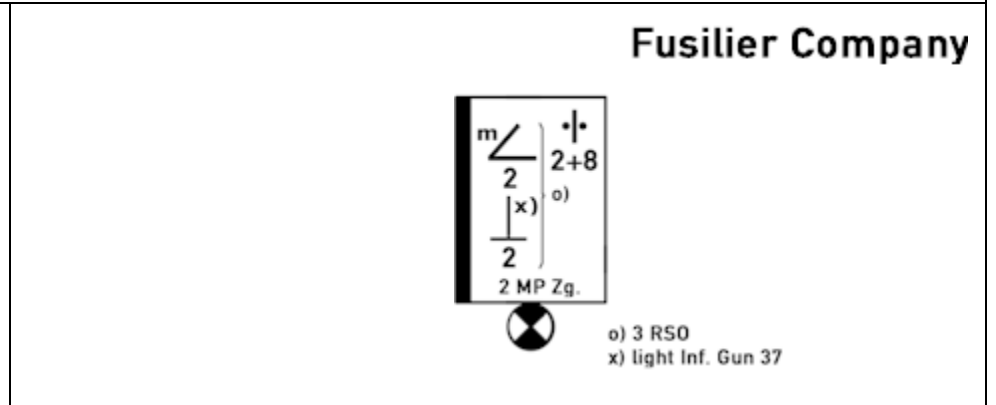 Fusilier Company
m
2
2+8
o)
x)
2
2 MP Zg.
o) 3 RSO
x) light Inf. Gun 37